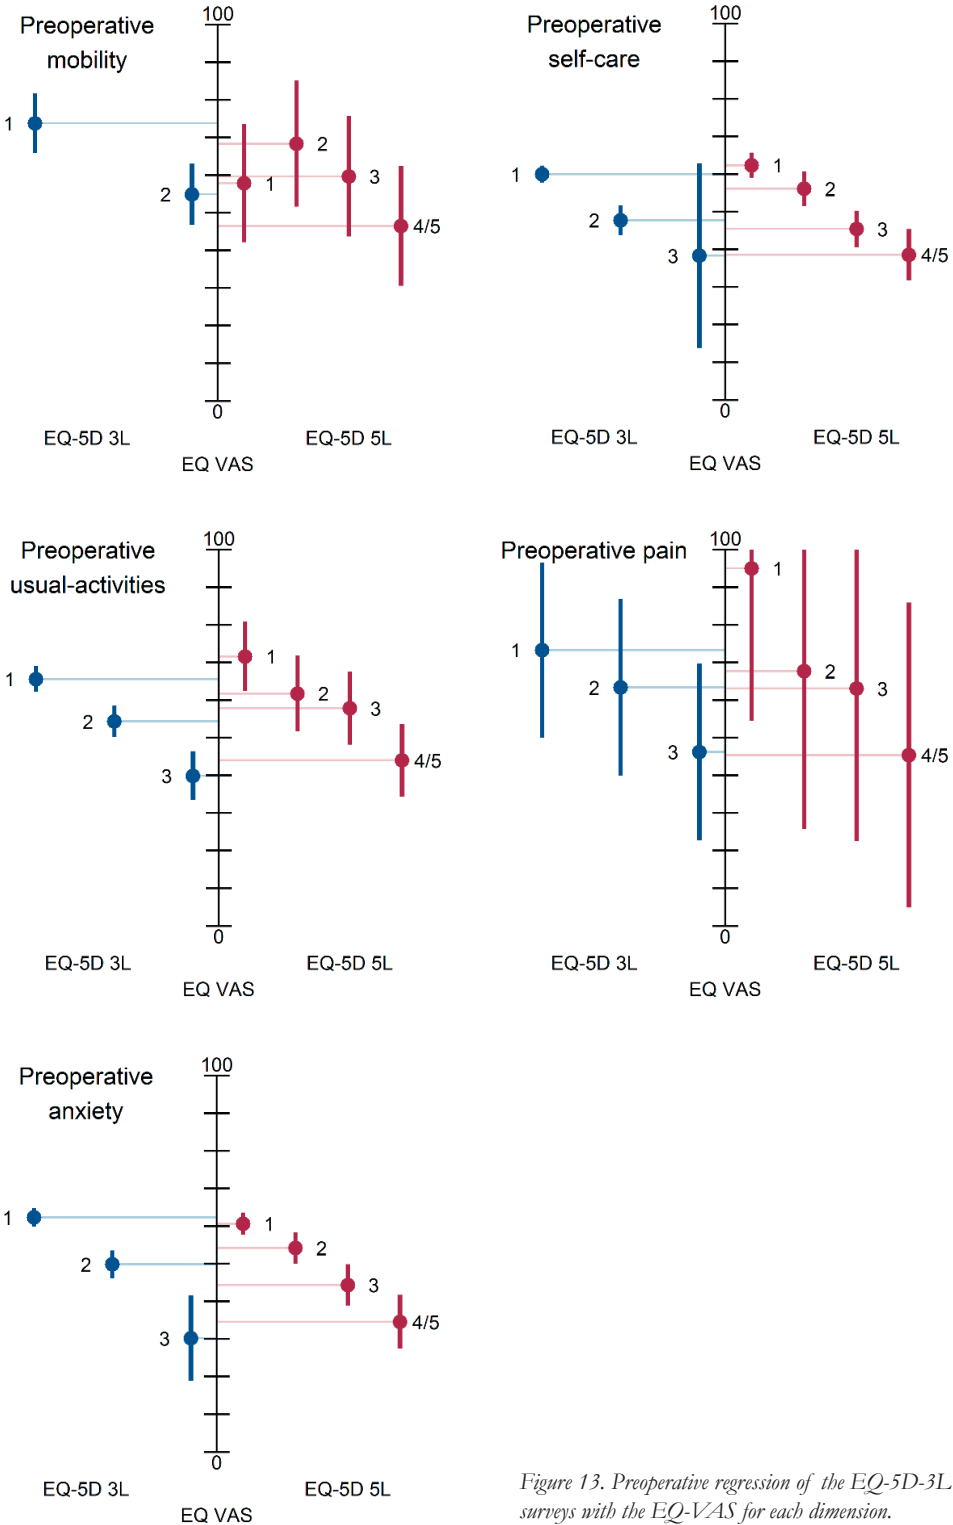 Preoperative
mobility
100
1
2
2
3
1
4/5
0
EQ-5D 3L
EQ-5D 5L
EQ VAS
Preoperative
self-care
100
1
1
2
2
3
3
4/5
0
EQ-5D 3L
EQ-5D 5L
EQ VAS
Preoperative
usual-activities
100
1
1
2
2
3
3
4/5
0
EQ-5D 3L
EQ-5D 5L
EQ VAS
Preoperative pain
100
1
1
2
2
3
3
4/5
0
EQ-5D 3L
EQ-5D 5L
EQ VAS
Preoperative
anxiety
100
1
1
2
2
3
3
4/5
0
EQ-5D 3L
EQ-5D 5L
EQ VAS
Figure 13. Preoperative regression of the EQ-5D-3L
surveys with the EQ-VAS for each dimension.